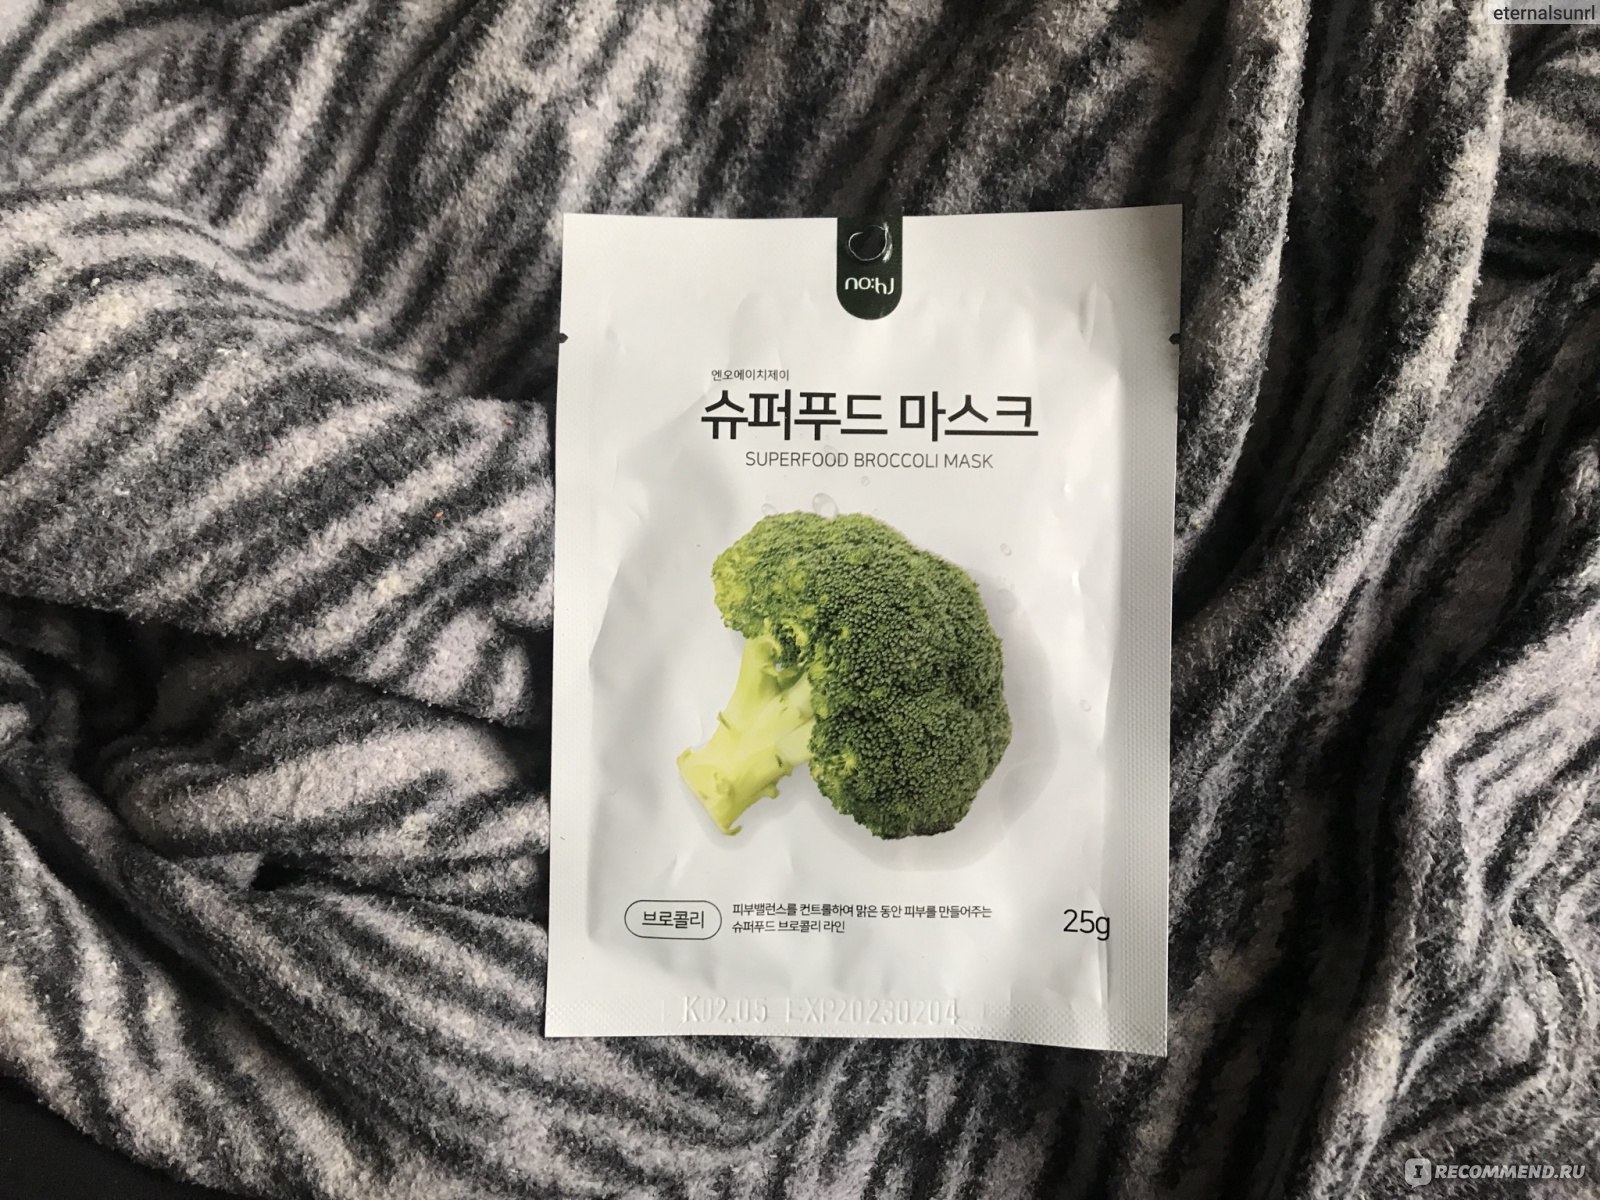 eternalsunrl
no:hj
엔오에이치제이
슈퍼푸드 마스크
SUPERFOOD BROCCOLI MASK
브로콜리
피부밸런스를 컨트롤하여 맑은 동안 피부를 만들어주는
슈퍼푸드 브로콜리 라인
25g
K02.05 EXP20230204
IRECOMMEND.RU